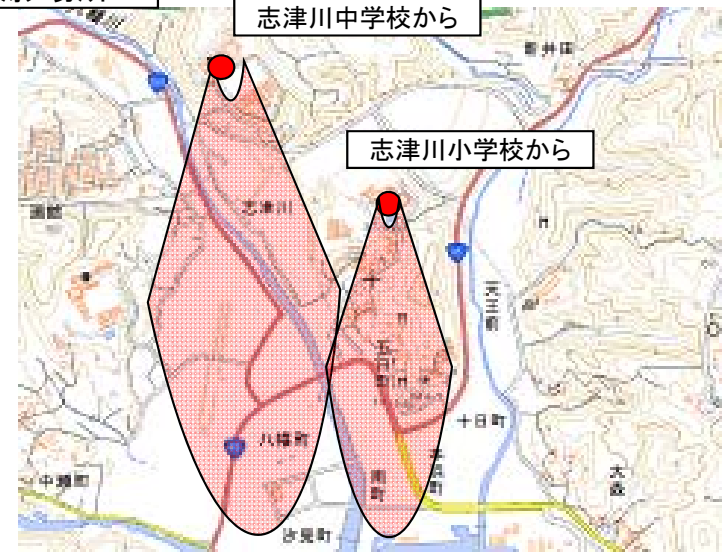 志津川中学校から
新井田
志津川小学校から
志津川
天王町
五日町
十日町
八幡町
本浜町
南町
中瀬町
大森
汐見町